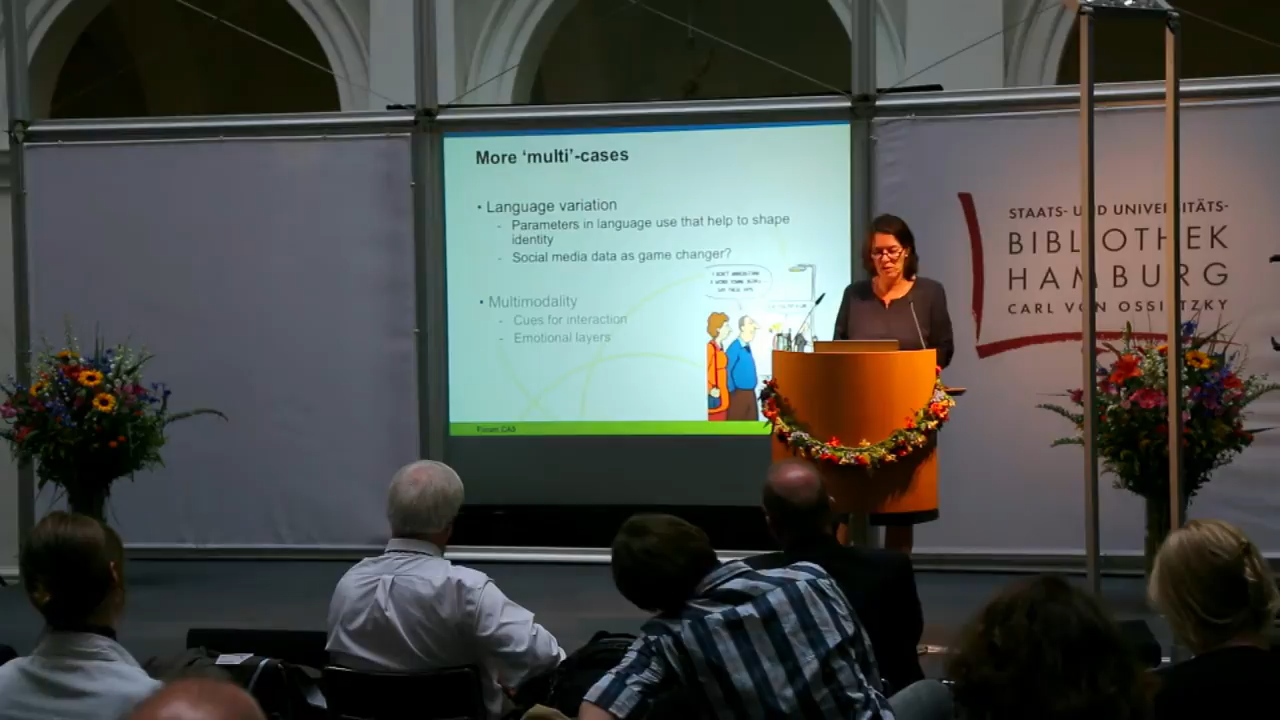 More ‘multi’-cases
• Language variation
- Parameters in language use that help to shape
identity
- Social media data as game changer?
• Multimodality
- Cues for interaction
- Emotional layers
STAATS- UND UNIVERSITÄTS-
BIBLIOTHEK
HAMBURG
CARL VON OSSIETZKY